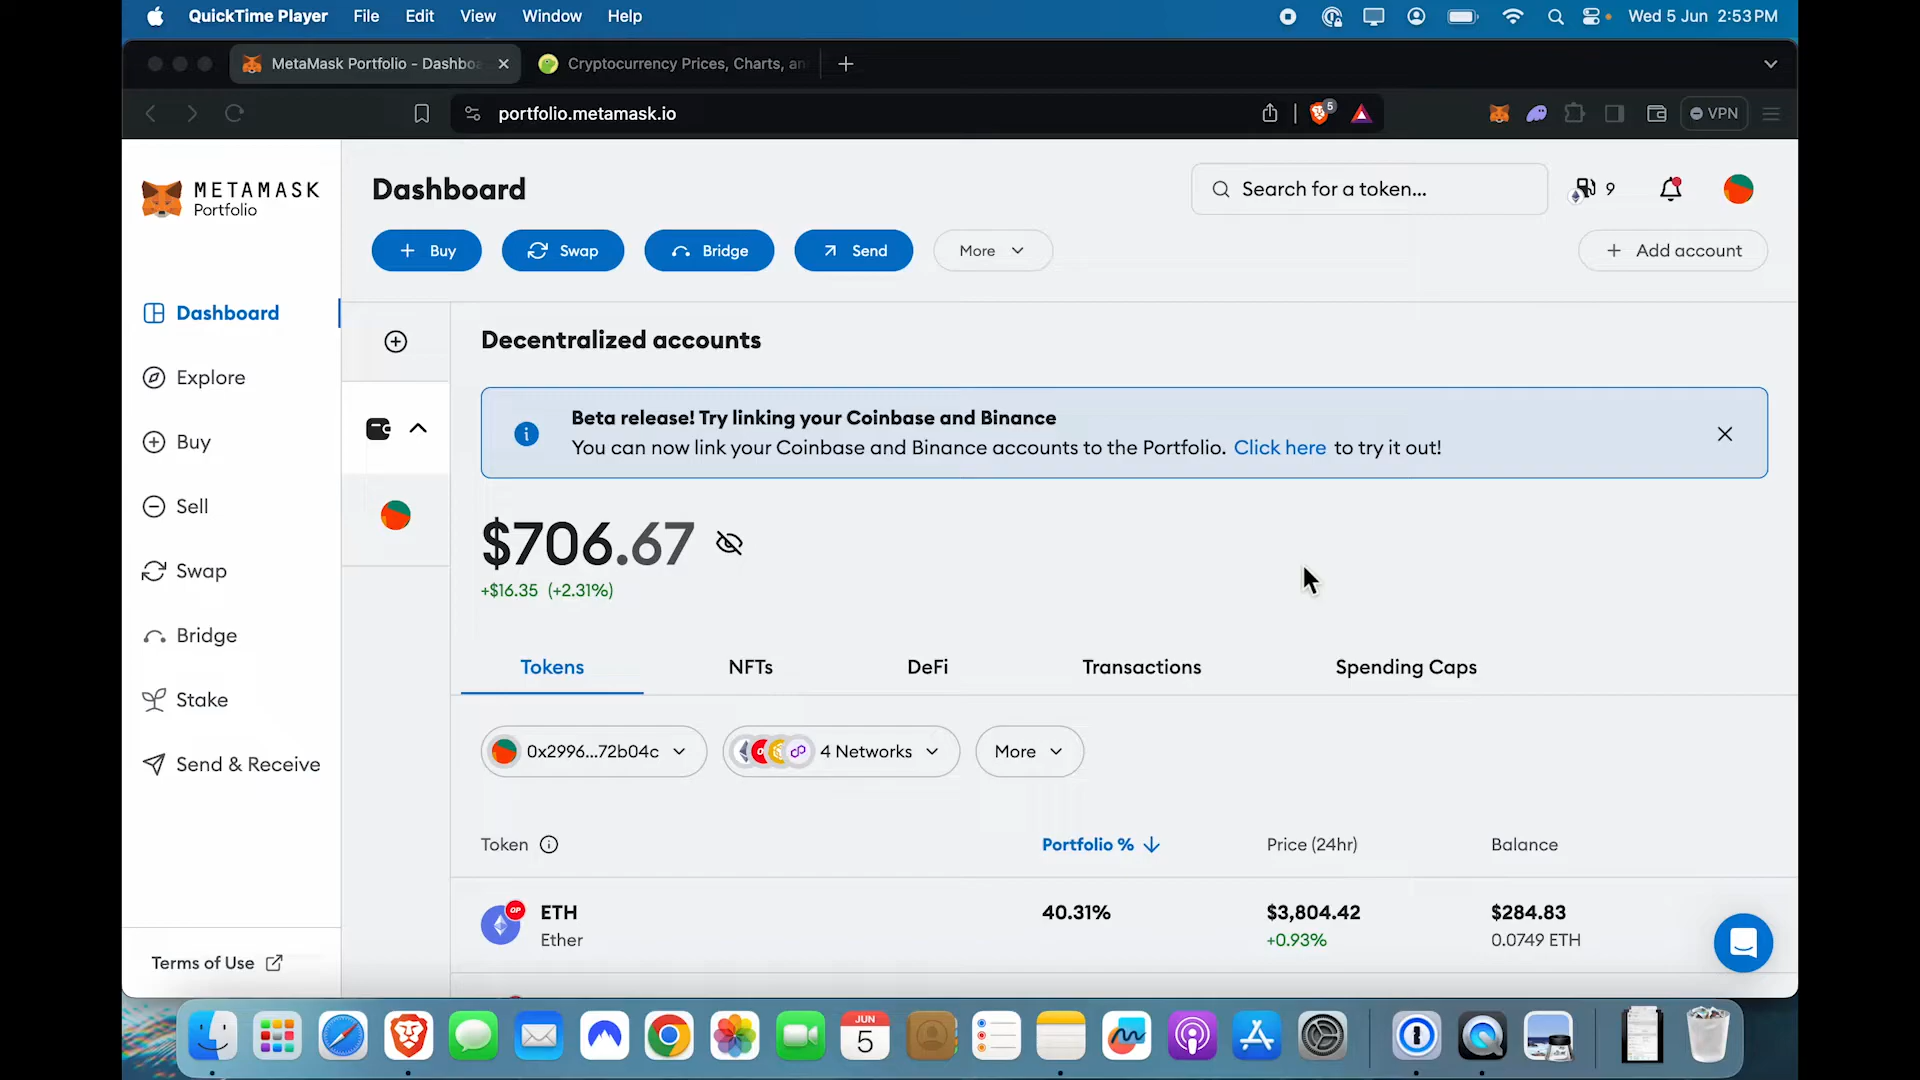 QuickTime Player File Edit View Window Help Wed 5 Jun 2:53 PM
MetaMask Portfolio - Dashboa Cryptocurrency Prices, Charts, an
portfolio.metamask.io 5 VPN
METAMASK
Portfolio
Dashboard
Search for a token...
9
Buy Swap Bridge Send More
Add account
Dashboard
Explore
Buy
Sell
Swap
Bridge
Stake
Send & Receive
Terms of Use
Decentralized accounts
Beta release! Try linking your Coinbase and Binance
You can now link your Coinbase and Binance accounts to the Portfolio. Click here to try it out!
$706.67
+$16.35 (+2.31%)
Tokens NFTs DeFi Transactions Spending Caps
0x2996...72b04c 4 Networks More
Token Portfolio % Price (24hr) Balance
OP
ETH 40.31% $3,804.42 $284.83
Ether +0.93% 0.0749 ETH
JUN
5